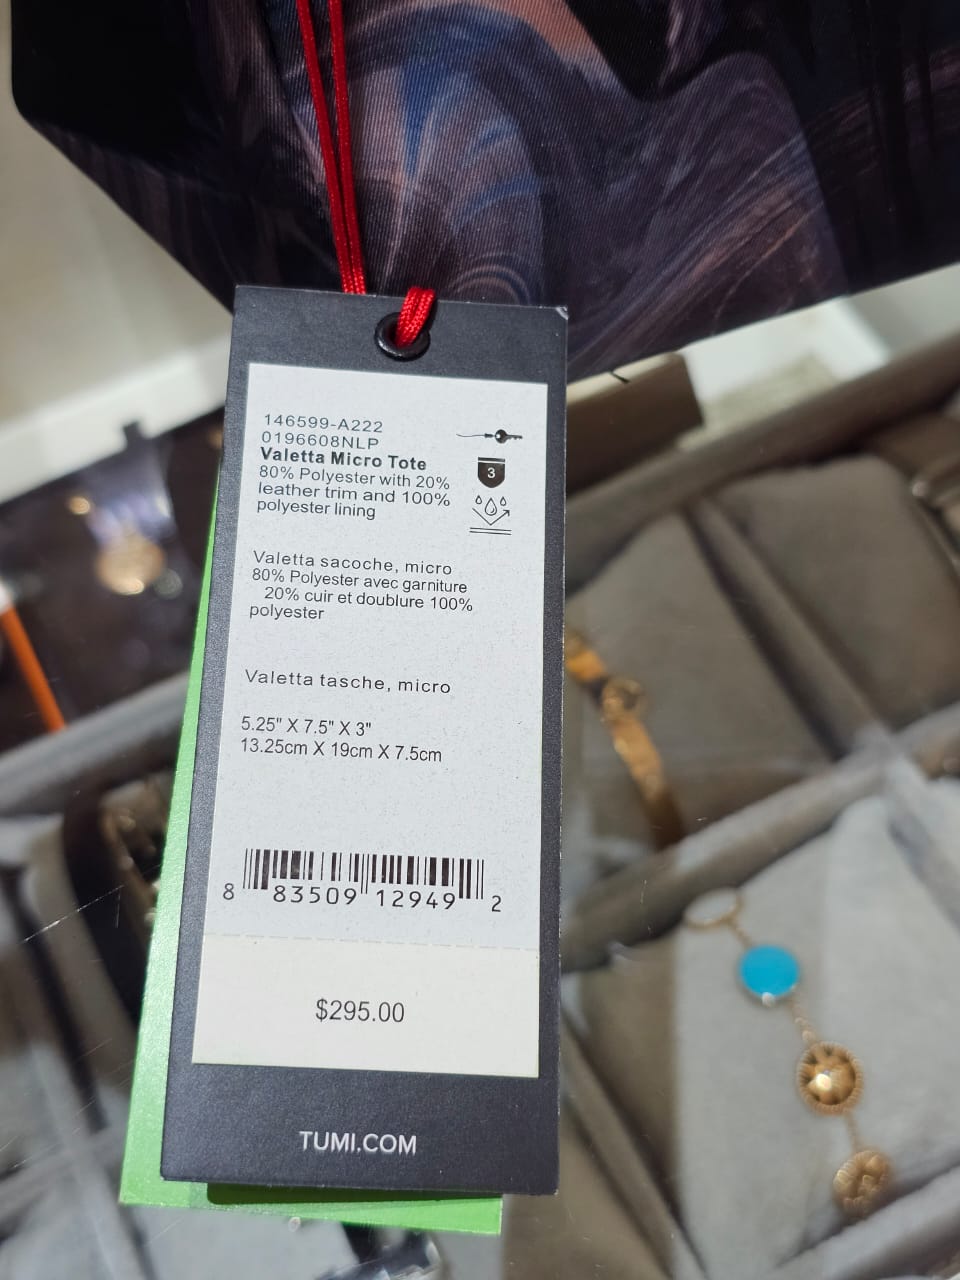 146599-A222
0196608NLP
Valetta Micro Tote
80% Polyester with 20%
leather trim and 100%
polyester lining
3
Valetta sacoche, micro
80% Polyester avec garniture
20% cuir et doublure 100%
polyester
Valetta tasche, micro
5.25" X 7.5" X 3"
13.25cm X 19cm X 7.5cm
8 83509 12949 2
$295.00
TUMI.COM